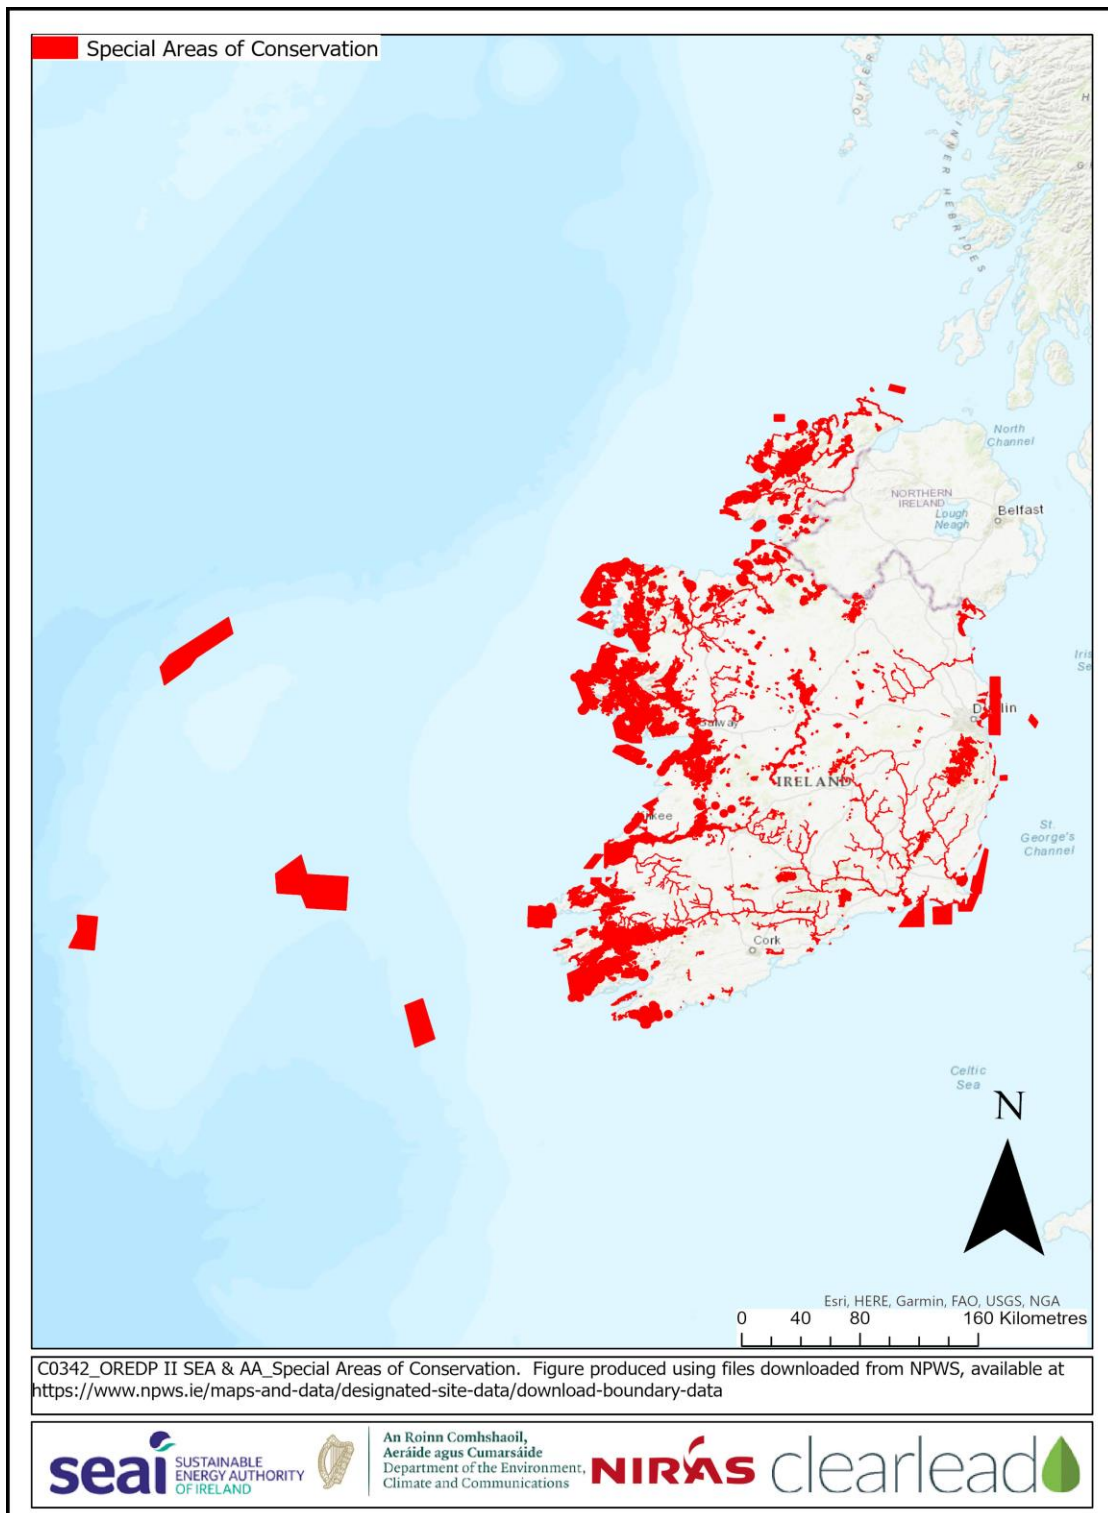 Special Areas of Conservation
OUTER
INNER HEBRIDES
North
Channel
NORTHERN
IRELAND
Lough
Neagh
Belfast
Galway
IRELAND
St.
George's
Channel
Cork
Celtic
Sea
N
Esri, HERE, Garmin, FAO, USGS, NGA
0 40 80 160 Kilometres
C0342_OREDP II SEA & AA_Special Areas of Conservation. Figure produced using files downloaded from NPWS, available at
https://www.npws.ie/maps-and-data/designated-site-data/download-boundary-data
seai SUSTAINABLE
ENERGY AUTHORITY
OF IRELAND
An Roinn Comhshaoil,
Aeráide agus Cumarsáide
Department of the Environment,
Climate and Communications
NIRAS
clearlead